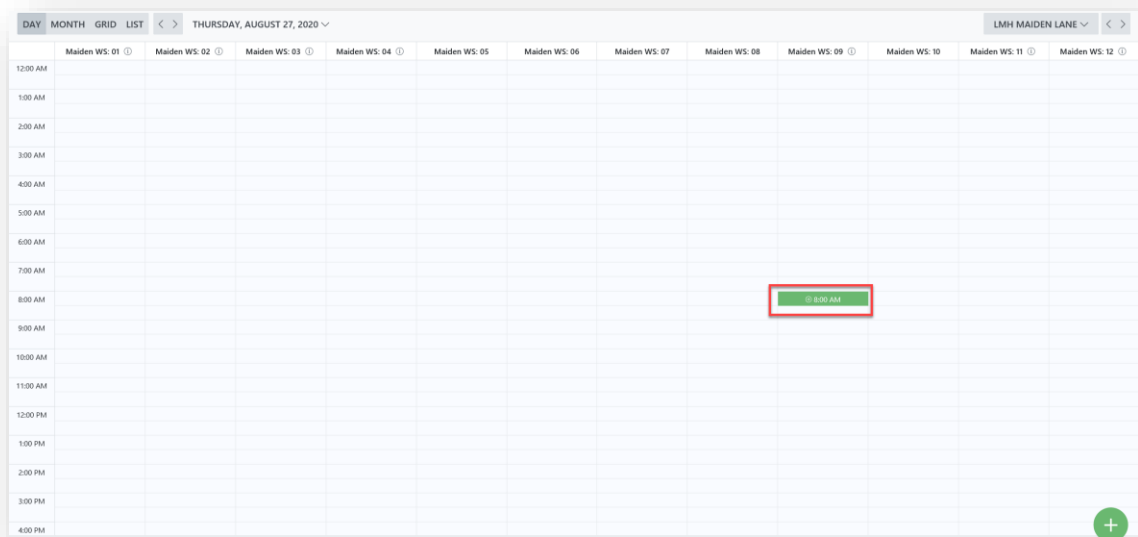 DAY MONTH GRID LIST < > THURSDAY, AUGUST 27, 2020 LMH MAIDEN LANE < >
Maiden WS: 01 Maiden WS: 02 Maiden WS: 03 Maiden WS: 04 Maiden WS: 05 Maiden WS: 06 Maiden WS: 07 Maiden WS: 08 Maiden WS: 09 Maiden WS: 10 Maiden WS: 11 Maiden WS: 12
12:00 AM
1:00 AM
2:00 AM
3:00 AM
4:00 AM
5:00 AM
6:00 AM
7:00 AM
8:00 AM 8:00 AM
9:00 AM
10:00 AM
11:00 AM
12:00 PM
1:00 PM
2:00 PM
3:00 PM
4:00 PM +